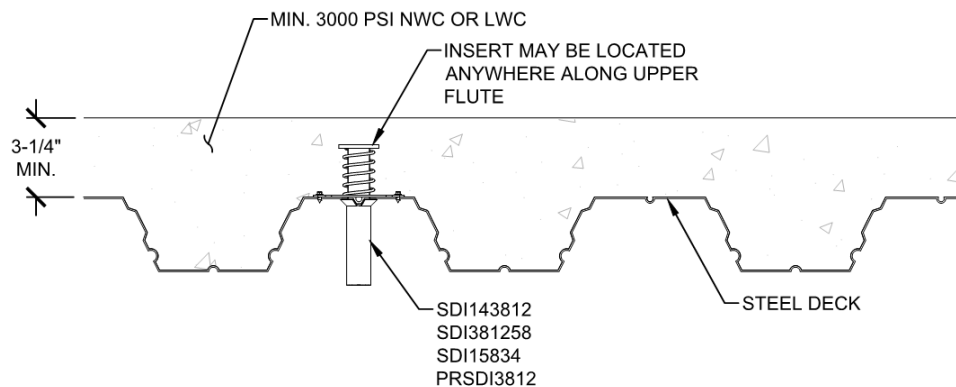 MIN. 3000 PSI NWC OR LWC
INSERT MAY BE LOCATED
ANYWHERE ALONG UPPER
FLUTE
3-1/4"
MIN.
STEEL DECK
SDI143812
SDI381258
SDI15834
PRSDI3812